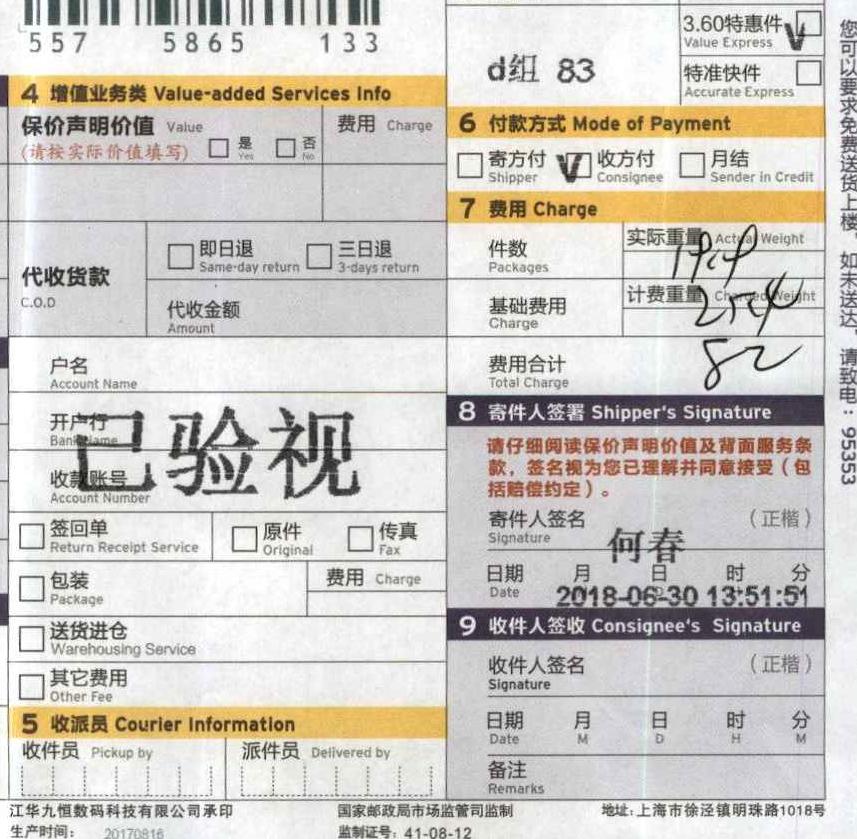 557 5865 133
3.60特惠件
Value Express
d组 83
特准快件
Accurate Express
4 增值业务类 Value-added Services Info
保价声明价值 Value
是 Yes
否 No
费用 Charge
(请按实际价值填写)
代收货款
C.O.D
即日退
Same-day return
三日退
3-days return
代收金额
Amount
户名
Account Name
开户行
Bank Name
已验视
收款账号
Account Number
签回单
Return Receipt Service
原件
Original
传真
Fax
包装
Package
费用 Charge
送货进仓
Warehousing Service
其它费用
Other Fee
5 收派员 Courier Information
收件员 Pickup by
派件员 Delivered by
6 付款方式 Mode of Payment
寄方付
Shipper
收方付
Consignee
月结
Sender in Credit
7 费用 Charge
件数
Packages
实际重量 Actual Weight
基础费用
Charge
计费重量 Charged Weight
费用合计
Total Charge
82
8 寄件人签署 Shipper's Signature
请仔细阅读保价声明价值及背面服务条
款，签名视为您已理解并同意接受（包
括赔偿约定）。
寄件人签名 （正楷）
Signature
何春
日期 月 日 时 分
Date
2018-06-30 13:51:51
9 收件人签收 Consignee's Signature
收件人签名 （正楷）
Signature
日期 月 日 时 分
Date M D H M
备注
Remarks
江华九恒数码科技有限公司承印
国家邮政局市场监管司监制
地址：上海市徐泾镇明珠路1018号
生产时间： 20170816
监制证号：41-08-12
您可以要求免费送货上楼，如未送达，请致电：95353